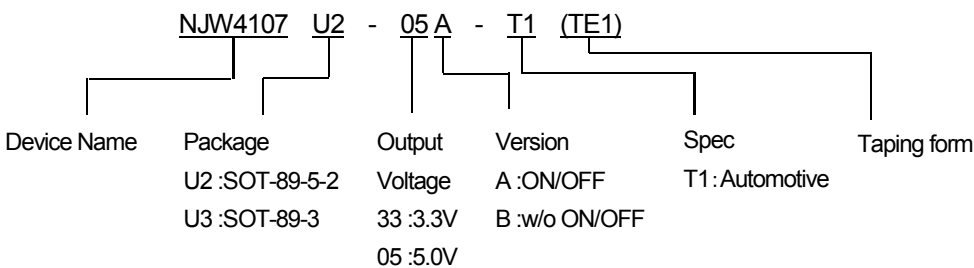 NJW4107 U2 - 05 A - T1 (TE1)
Device Name Package Output Version Spec Taping form
U2 :SOT-89-5-2 Voltage A :ON/OFF T1 : Automotive
U3 :SOT-89-3 33 :3.3V B :w/o ON/OFF
05 :5.0V